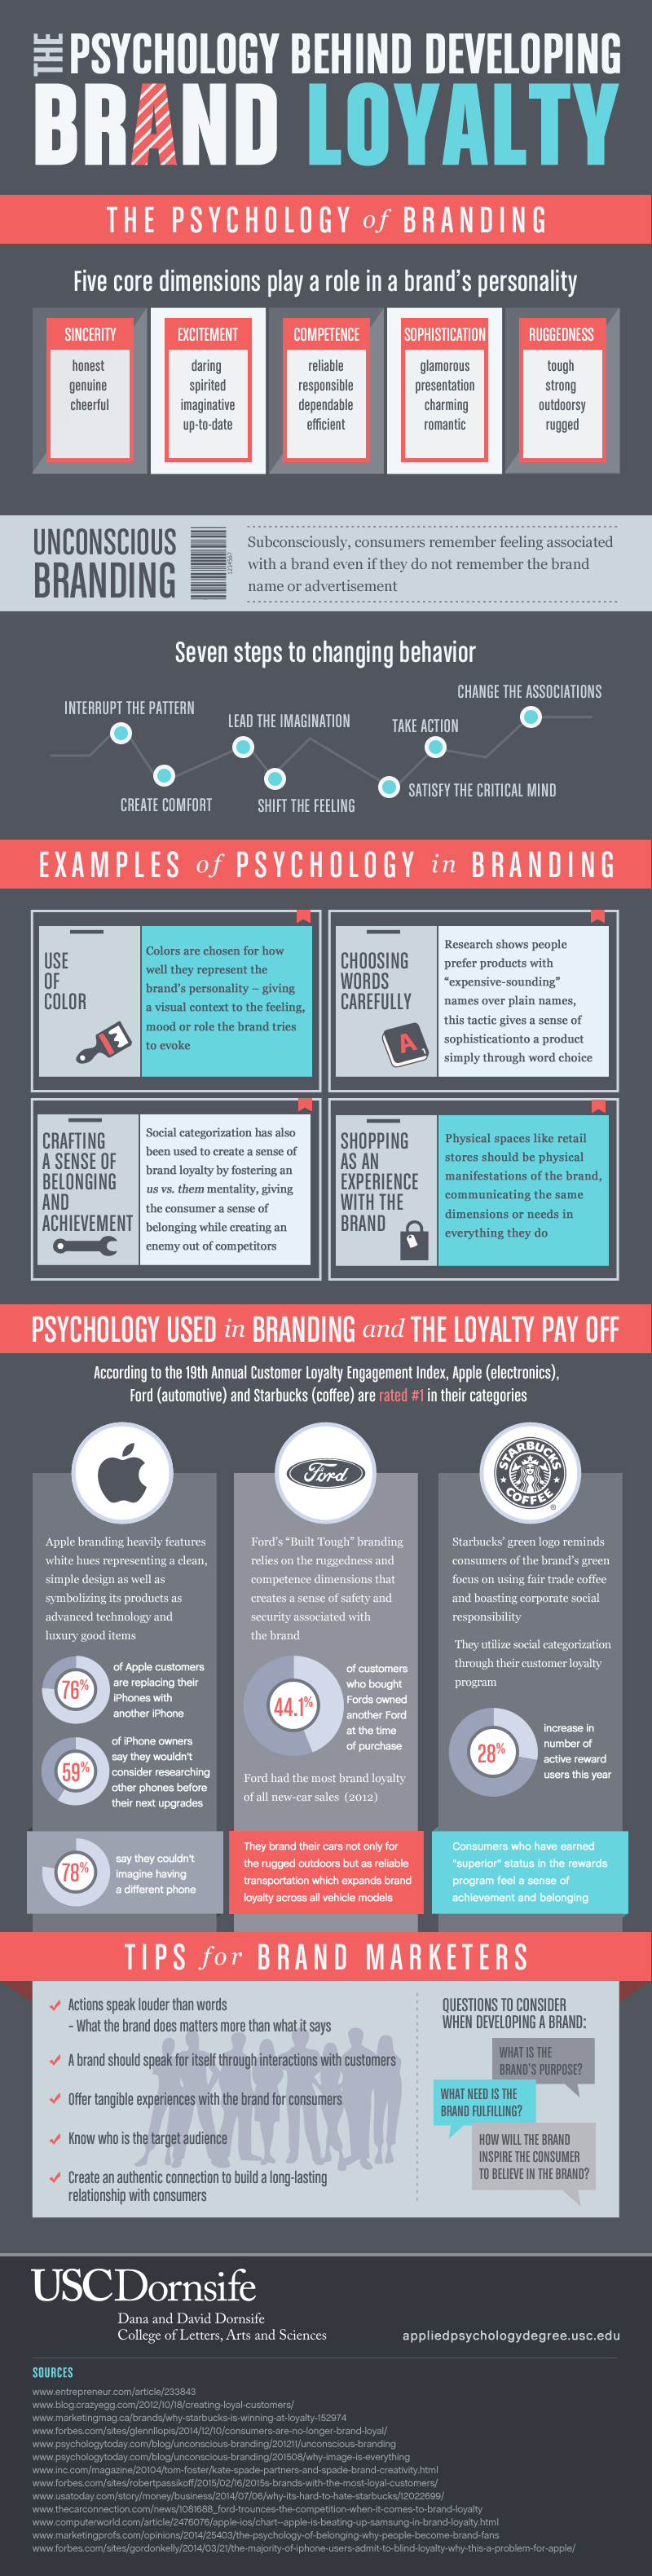 THE PSYCHOLOGY BEHIND DEVELOPING
BRAND LOYALTY
THE PSYCHOLOGY of BRANDING
Five core dimensions play a role in a brand's personality
SINCERITY
honest
genuine
cheerful
EXCITEMENT
daring
spirited
imaginative
up-to-date
COMPETENCE
reliable
responsible
dependable
efficient
SOPHISTICATION
glamorous
presentation
charming
romantic
RUGGEDNESS
tough
strong
outdoorsy
rugged
UNCONSCIOUS
BRANDING
1234567
Subconsciously, consumers remember feeling associated
with a brand even if they do not remember the brand
name or advertisement
Seven steps to changing behavior
INTERRUPT THE PATTERN
CREATE COMFORT
LEAD THE IMAGINATION
SHIFT THE FEELING
SATISFY THE CRITICAL MIND
TAKE ACTION
CHANGE THE ASSOCIATIONS
EXAMPLES of PSYCHOLOGY in BRANDING
USE
OF
COLOR
Colors are chosen for how
well they represent the
brand's personality – giving
a visual context to the feeling,
mood or role the brand tries
to evoke
CHOOSING
WORDS
CAREFULLY
A
Research shows people
prefer products with
"expensive-sounding"
names over plain names,
this tactic gives a sense of
sophisticationto a product
simply through word choice
CRAFTING
A SENSE OF
BELONGING
AND
ACHIEVEMENT
Social categorization has also
been used to create a sense of
brand loyalty by fostering an
us vs. them mentality, giving
the consumer a sense of
belonging while creating an
enemy out of competitors
SHOPPING
AS AN
EXPERIENCE
WITH THE
BRAND
Physical spaces like retail
stores should be physical
manifestations of the brand,
communicating the same
dimensions or needs in
everything they do
PSYCHOLOGY USED in BRANDING and THE LOYALTY PAY OFF
According to the 19th Annual Customer Loyalty Engagement Index, Apple (electronics),
Ford (automotive) and Starbucks (coffee) are rated #1 in their categories
Apple branding heavily features
white hues representing a clean,
simple design as well as
symbolizing its products as
advanced technology and
luxury good items
76%
of Apple customers
are replacing their
iPhones with
another iPhone
59%
of iPhone owners
say they wouldn't
consider researching
other phones before
their next upgrades
78%
say they couldn't
imagine having
a different phone
Ford
Ford's "Built Tough" branding
relies on the ruggedness and
competence dimensions that
creates a sense of safety and
security associated with
the brand
44.1%
of customers
who bought
Fords owned
another Ford
at the time
of purchase
Ford had the most brand loyalty
of all new-car sales (2012)
They brand their cars not only for
the rugged outdoors but as reliable
transportation which expands brand
loyalty across all vehicle models
STARBUCKS
COFFEE
®
Starbucks' green logo reminds
consumers of the brand's green
focus on using fair trade coffee
and boasting corporate social
responsibility
They utilize social categorization
through their customer loyalty
program
28%
increase in
number of
active reward
users this year
Consumers who have earned
"superior" status in the rewards
program feel a sense of
achievement and belonging
TIPS for BRAND MARKETERS
Actions speak louder than words
– What the brand does matters more than what it says
A brand should speak for itself through interactions with customers
Offer tangible experiences with the brand for consumers
Know who is the target audience
Create an authentic connection to build a long-lasting
relationship with consumers
QUESTIONS TO CONSIDER
WHEN DEVELOPING A BRAND:
WHAT IS THE
BRAND'S PURPOSE?
WHAT NEED IS THE
BRAND FULFILLING?
HOW WILL THE BRAND
INSPIRE THE CONSUMER
TO BELIEVE IN THE BRAND?
USCDornsife
Dana and David Dornsife
College of Letters, Arts and Sciences
appliedpsychologydegree.usc.edu
SOURCES
www.entrepreneur.com/article/233843
www.blog.crazyegg.com/2012/10/18/creating-loyal-customers/
www.marketingmag.ca/brands/why-starbucks-is-winning-at-loyalty-152974
www.forbes.com/sites/glennllopis/2014/12/10/consumers-are-no-longer-brand-loyal/
www.psychologytoday.com/blog/unconscious-branding/201211/unconscious-branding
www.psychologytoday.com/blog/unconscious-branding/201508/why-image-is-everything
www.inc.com/magazine/20104/tom-foster/kate-spade-partners-and-spade-brand-creativity.html
www.forbes.com/sites/robertpassikoff/2015/02/16/2015s-brands-with-the-most-loyal-customers/
www.usatoday.com/story/money/business/2014/07/06/why-its-hard-to-hate-starbucks/12022699/
www.thecarconnection.com/news/1081688_ford-trounces-the-competition-when-it-comes-to-brand-loyalty
www.computerworld.com/article/2476076/apple-ios/chart--apple-is-beating-up-samsung-in-brand-loyalty.html
www.marketingprofs.com/opinions/2014/25403/the-psychology-of-belonging-why-people-become-brand-fans
www.forbes.com/sites/gordonkelly/2014/03/21/the-majority-of-iphone-users-admit-to-blind-loyalty-why-this-a-problem-for-apple/